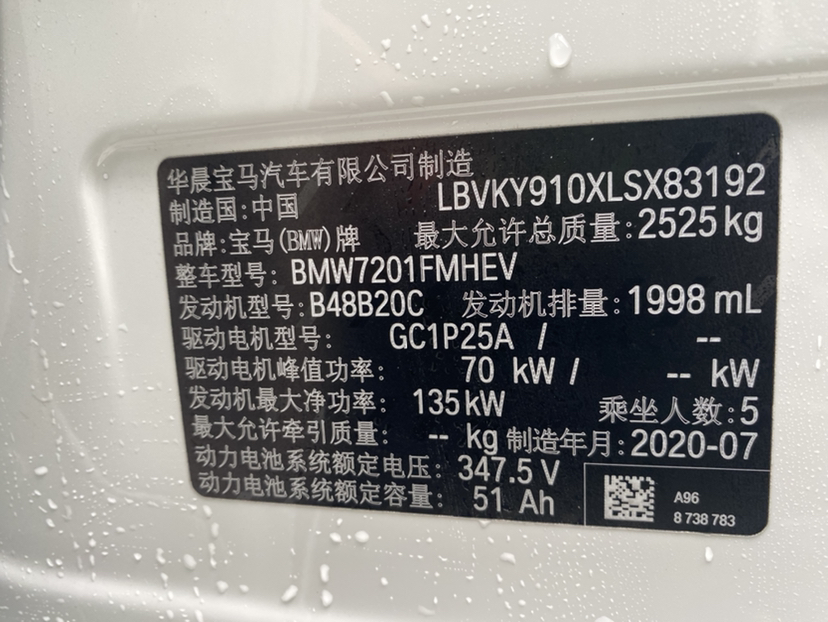 华晨宝马汽车有限公司制造
制造国:中国 LBVKY910XLSX83192
品牌:宝马(BMW)牌 最大允许总质量:2525kg
整车型号: BMW7201FMHEV
发动机型号:B48B20C 发动机排量:1998 mL
驱动电机型号: GC1P25A / --
驱动电机峰值功率: 70 kW / -- kW
发动机最大净功率: 135kW 乘坐人数:5
最大允许牵引质量: -- kg 制造年月:2020-07
动力电池系统额定电压: 347.5 V
动力电池系统额定容量: 51 Ah
A96
8 738 783